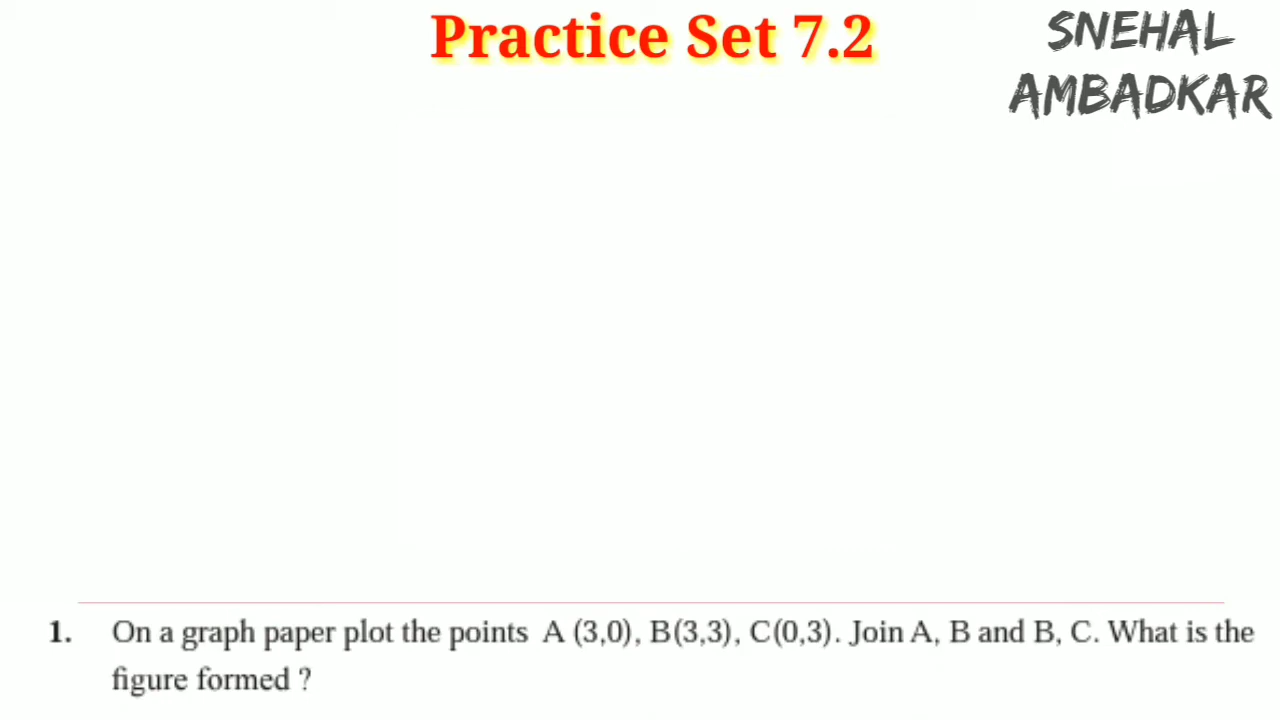 Practice Set 7.2
SNEHAL
AMBADKAR
1. On a graph paper plot the points A (3,0), B(3,3), C(0,3). Join A, B and B, C. What is the
figure formed ?